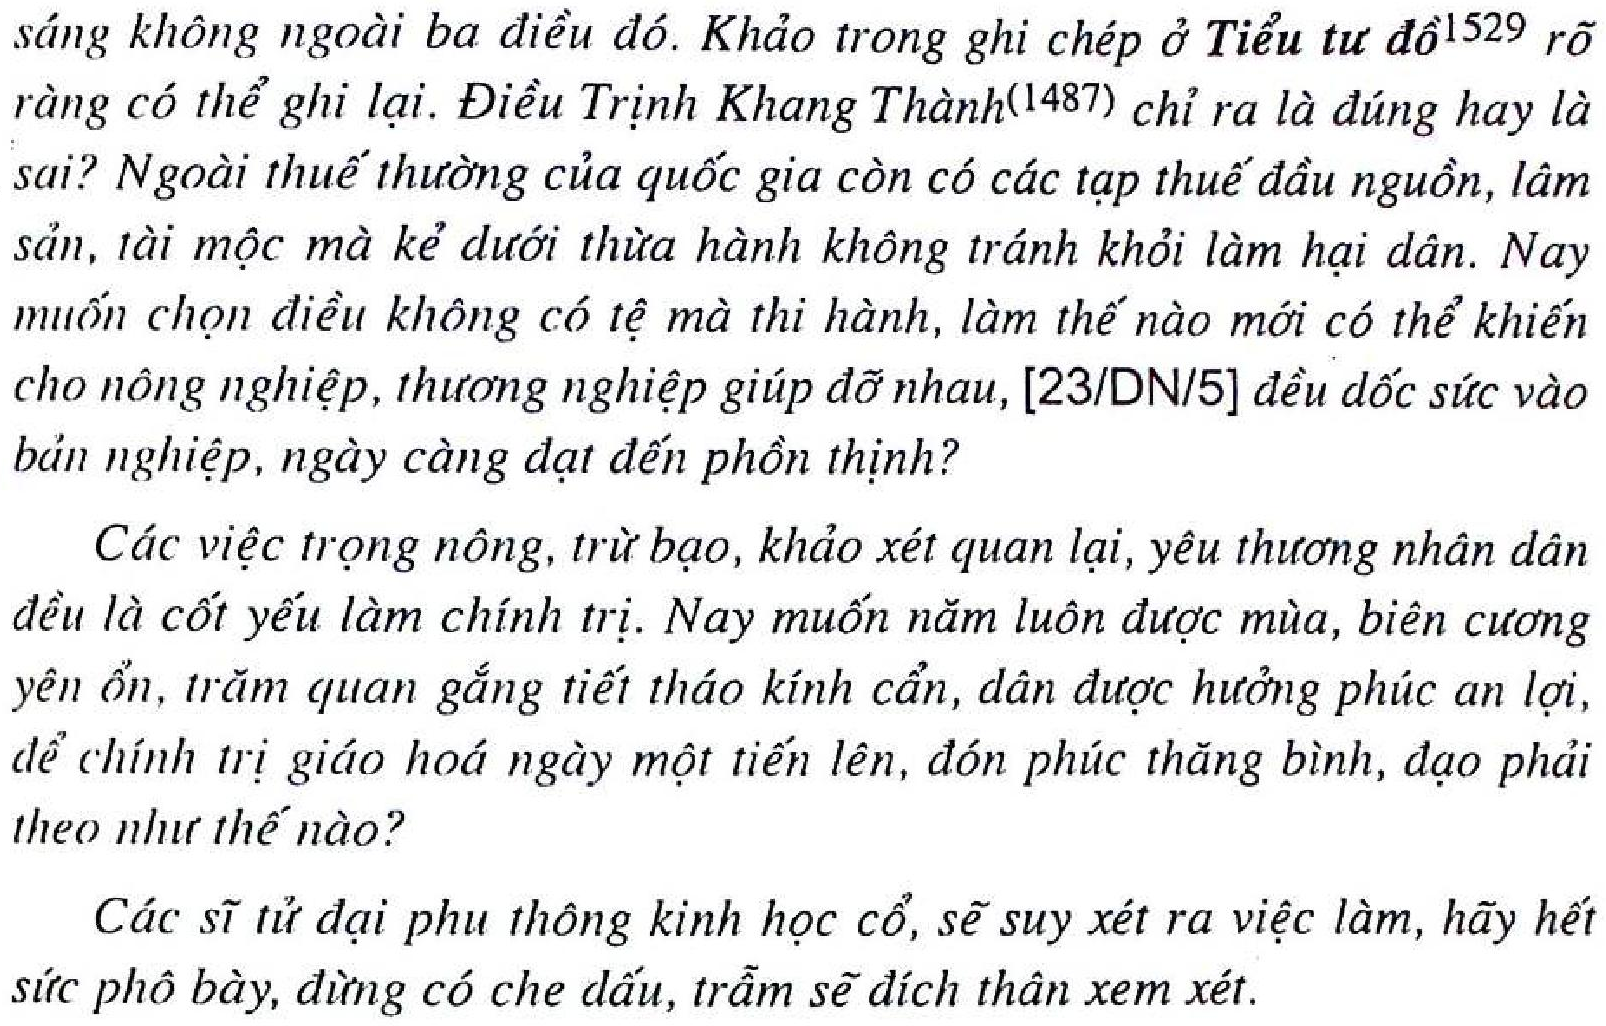 sáng không ngoài ba điều đó. Khảo trong ghi chép ở Tiểu tư đồ1529 rõ
ràng có thể ghi lại. Điều Trịnh Khang Thành(1487) chỉ ra là đúng hay là
sai? Ngoài thuế thường của quốc gia còn có các tạp thuế đầu nguồn, lâm
sản, tài mộc mà kẻ dưới thừa hành không tránh khỏi làm hại dân. Nay
muốn chọn điều không có tệ mà thi hành, làm thế nào mới có thể khiến
cho nông nghiệp, thương nghiệp giúp đỡ nhau, [23/DN/5] đều dốc sức vào
bản nghiệp, ngày càng đạt đến phồn thịnh?
Các việc trọng nông, trừ bạo, khảo xét quan lại, yêu thương nhân dân
đều là cốt yếu làm chính trị. Nay muốn năm luôn được mùa, biên cương
yên ổn, trăm quan gắng tiết tháo kính cẩn, dân được hưởng phúc an lợi,
để chính trị giáo hoá ngày một tiến lên, đón phúc thăng bình, đạo phải
theo như thế nào?
Các sĩ tử đại phu thông kinh học cổ, sẽ suy xét ra việc làm, hãy hết
sức phô bày, đừng có che dấu, trẫm sẽ đích thân xem xét.